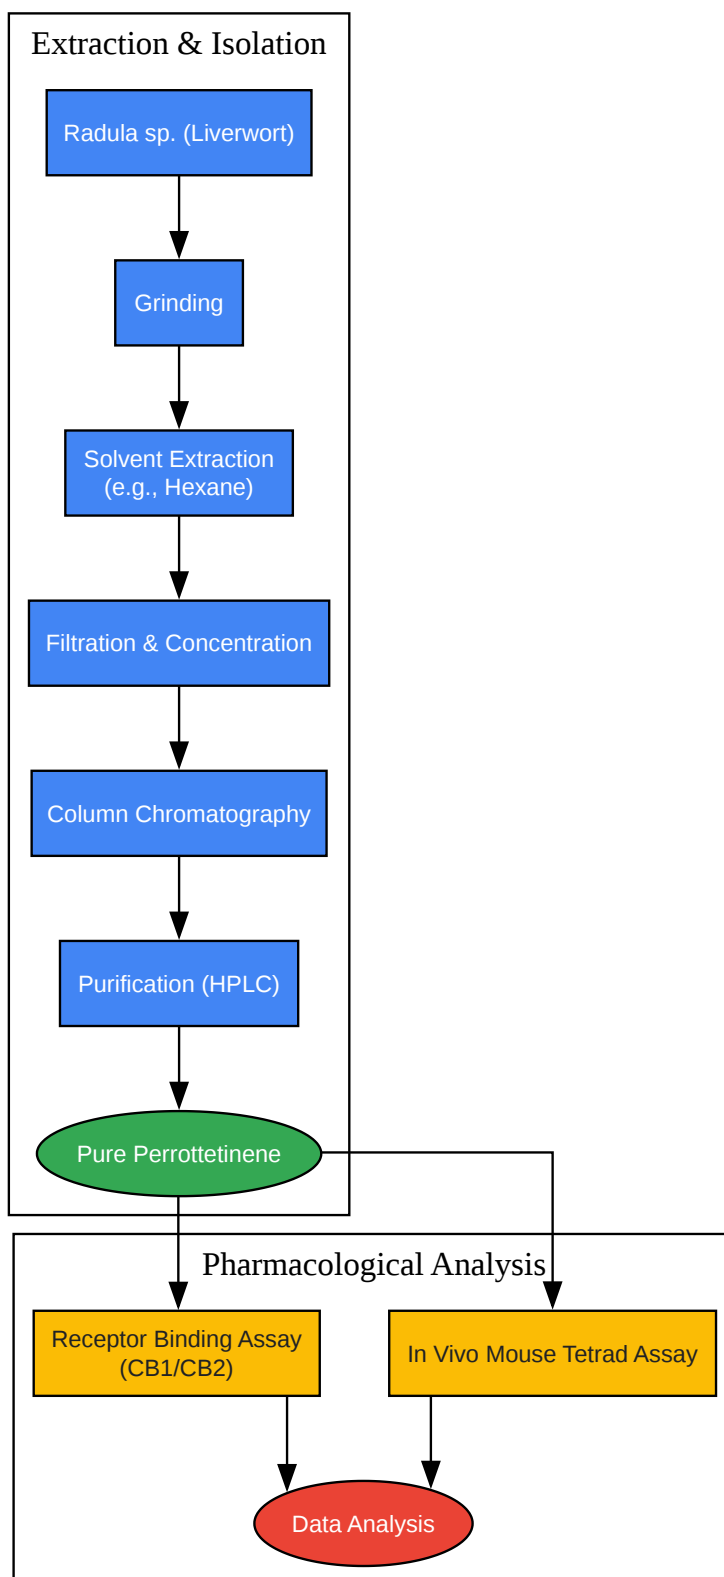 Extraction & Isolation
Radula sp. (Liverwort)
Grinding
Solvent Extraction
(e.g., Hexane)
Filtration & Concentration
Column Chromatography
Purification (HPLC)
Pure Perrottetinene
Pharmacological Analysis
Receptor Binding Assay
(CB1/CB2)
In Vivo Mouse Tetrad Assay
Data Analysis